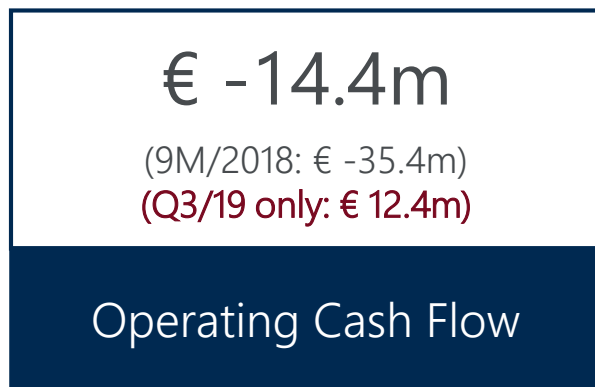 € -14.4m
(9M/2018: € -35.4m)
(Q3/19 only: € 12.4m)
Operating Cash Flow